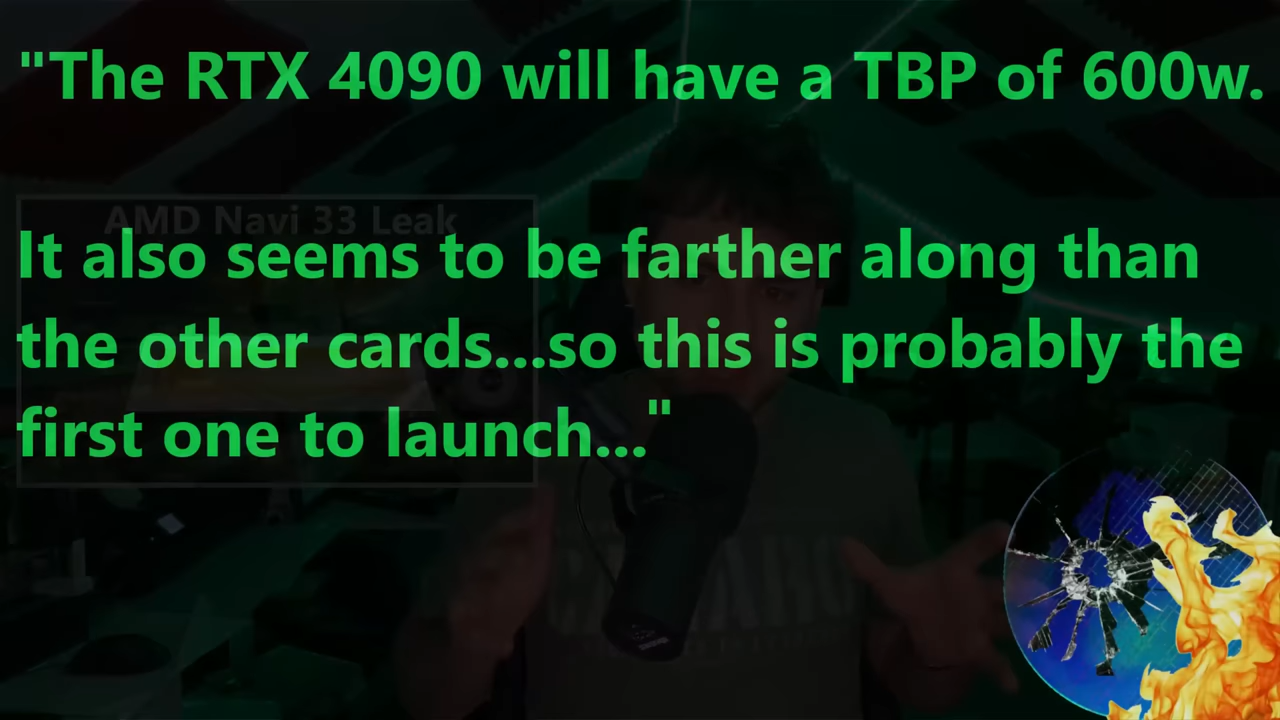 "The RTX 4090 will have a TBP of 600w.
AMD Navi 33 Leak
It also seems to be farther along than
the other cards...so this is probably the
first one to launch..."